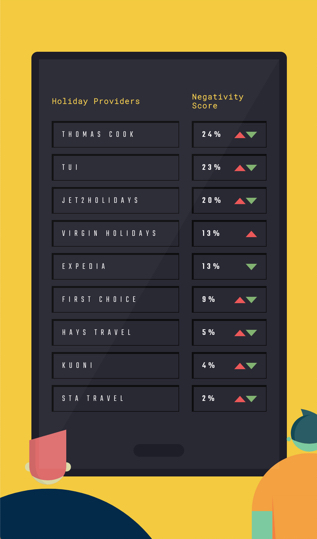 Holiday Providers
Negativity
Score
THOMAS COOK 24%
TUI 23%
JET2HOLIDAYS 20%
VIRGIN HOLIDAYS 13%
EXPEDIA 13%
FIRST CHOICE 9%
HAYS TRAVEL 5%
KUONI 4%
STA TRAVEL 2%